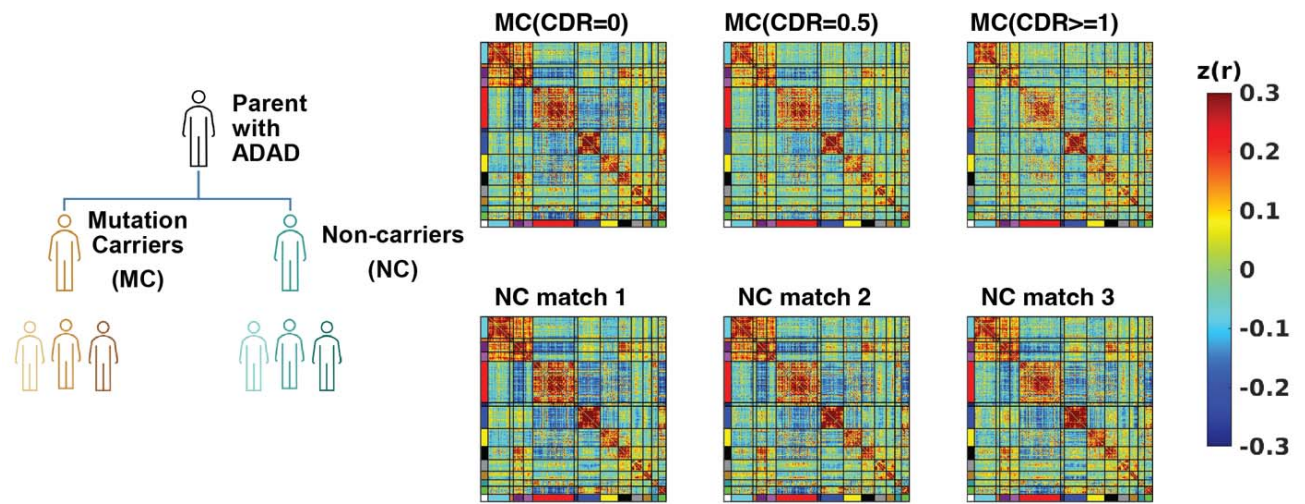 MC(CDR=0)
MC(CDR=0.5)
MC(CDR>=1)
Parent
with
ADAD
Mutation
Carriers
(MC)
Non-carriers
(NC)
NC match 1
NC match 2
NC match 3
z(r)
0.3
0.2
0.1
0
-0.1
-0.2
-0.3